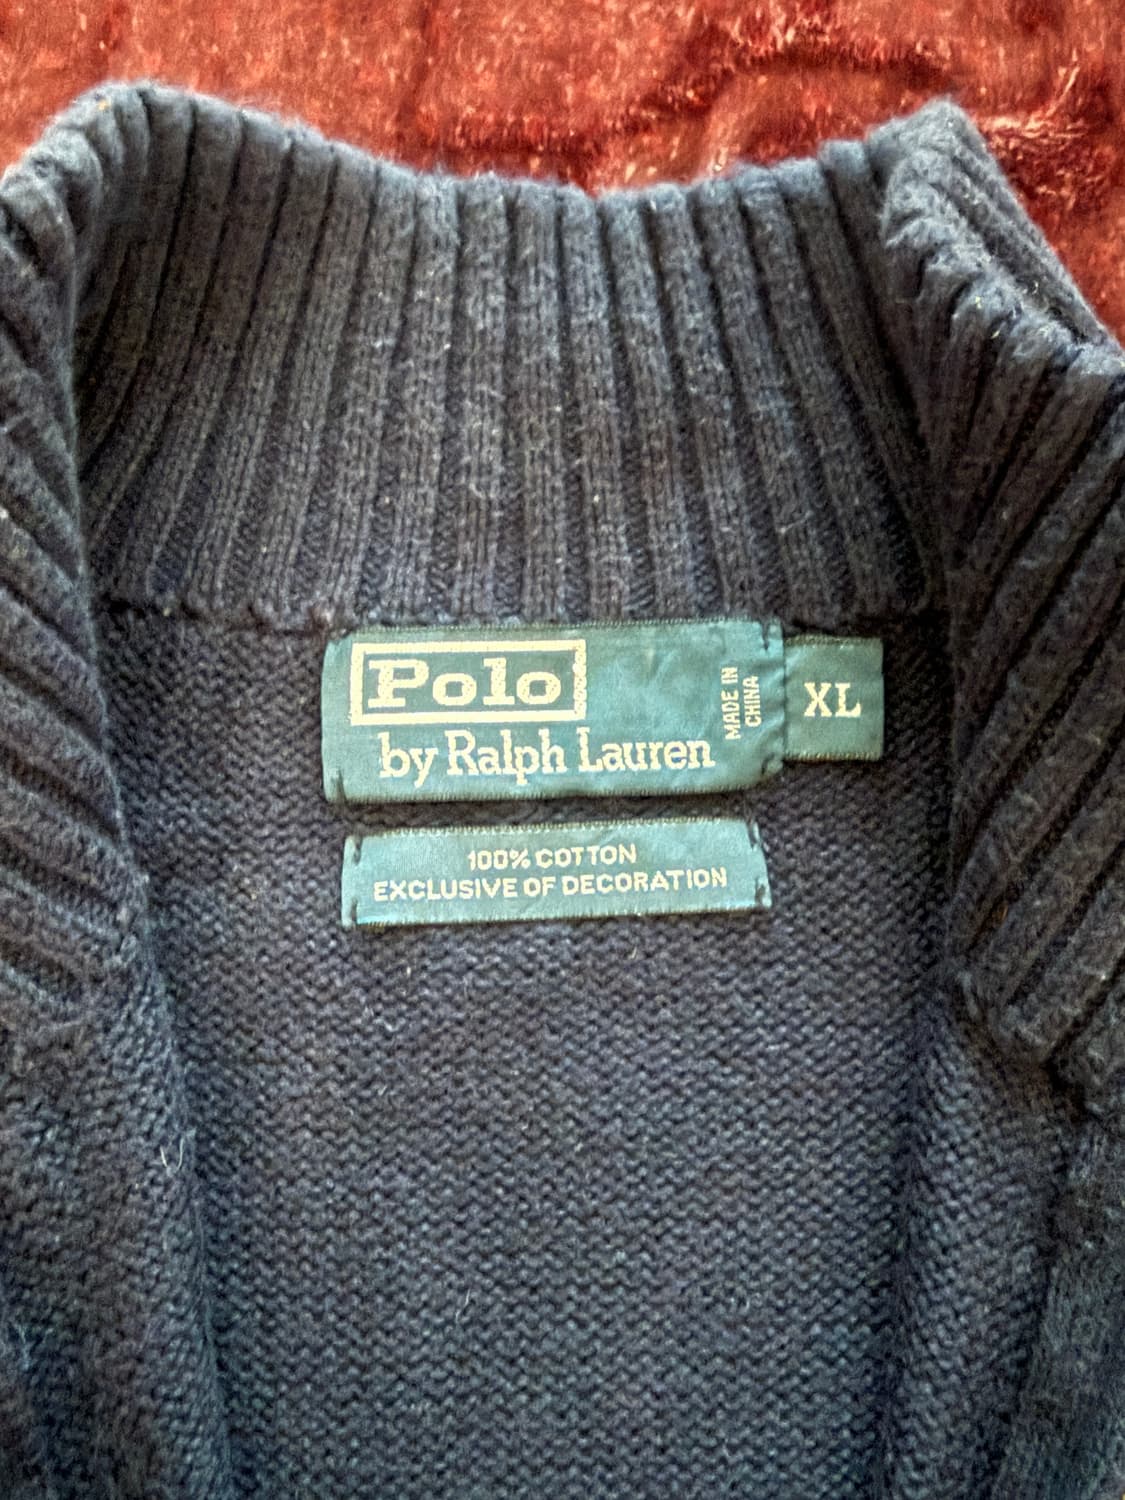 Polo
by Ralph Lauren
MADE IN
CHINA
XL
100% COTTON
EXCLUSIVE OF DECORATION